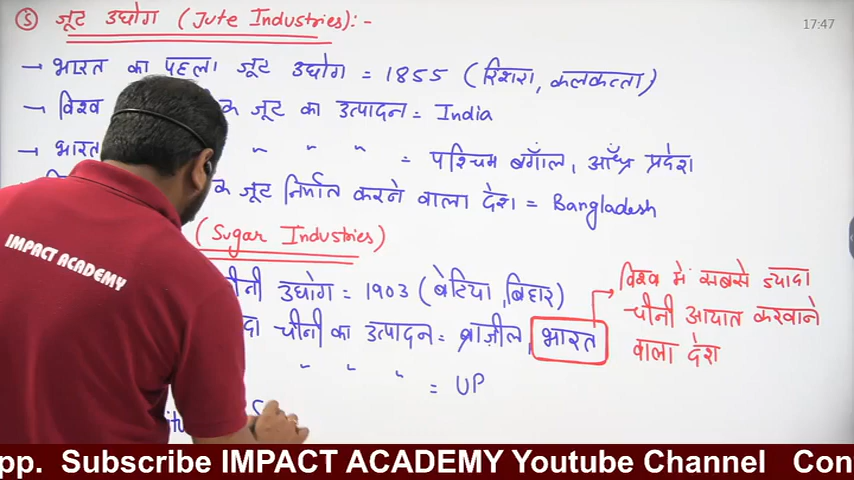 ⑤ जूट उद्योग (Jute Industries):-
17:47
→ भारत का पहला जूट उद्योग = 1855 (रिशरा, कलकत्ता)
→ विश्व क जूट का उत्पादन = India
→ भारत " " " = पश्चिम बंगाल, आँध्र प्रदेश
क जूट निर्यात करने वाला देश = Bangladesh
(Sugar Industries)
नी उद्योग = 1903 (बेटिया, बिहार)
दा चीनी का उत्पादन = ब्राजील, भारत
→ विश्व में सबसे ज्यादा
चीनी आयात करवाने
वाला देश
" " " = UP
IMPACT ACADEMY
pp. Subscribe IMPACT ACADEMY Youtube Channel Con